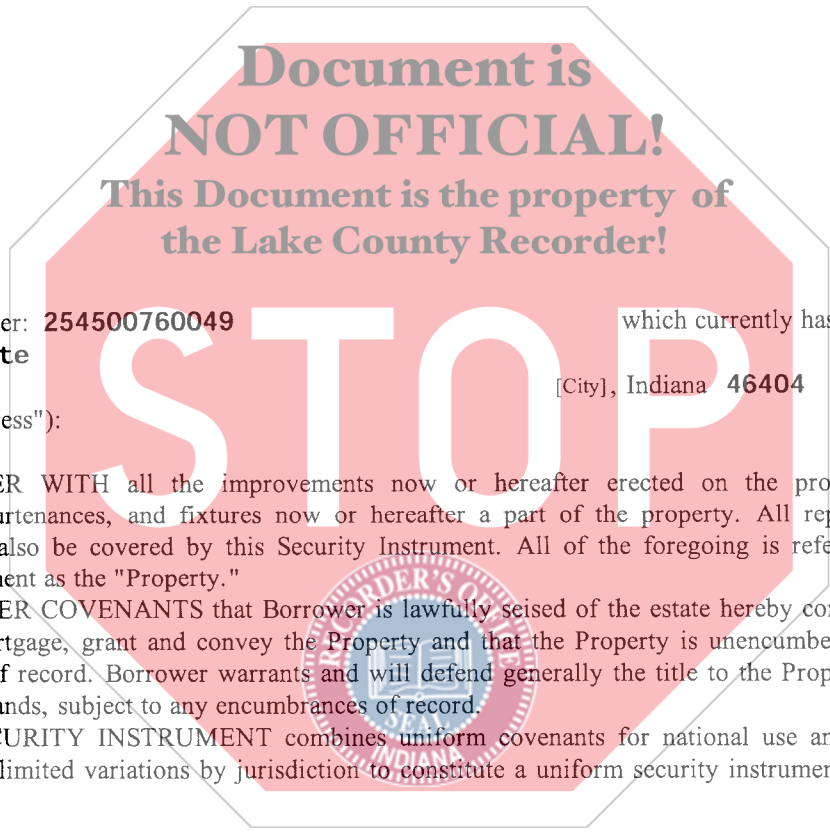 Document is
NOT OFFICIAL!
This Document is the property of
the Lake County Recorder!
er: 254500760049 which currently has
te
[City], Indiana 46404
ess"):
STOP
ER WITH all the improvements now or hereafter erected on the pro
urtenances, and fixtures now or hereafter a part of the property. All rep
also be covered by this Security Instrument. All of the foregoing is refe
ent as the "Property."
ER COVENANTS that Borrower is lawfully seised of the estate hereby con
rtgage, grant and convey the Property and that the Property is unencumbe
f record. Borrower warrants and will defend generally the title to the Prop
ands, subject to any encumbrances of record.
CURITY INSTRUMENT combines uniform covenants for national use an
limited variations by jurisdiction to constitute a uniform security instrumen
RECORDER'S OFFICE
SEAL
INDIANA